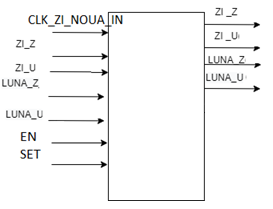 CLK_ZI_NOUA_IN
ZI_Z
ZI_U
LUNA_Z
LUNA_U
EN
SET
ZI _Z
ZI _U
LUNA_Z
LUNA_U